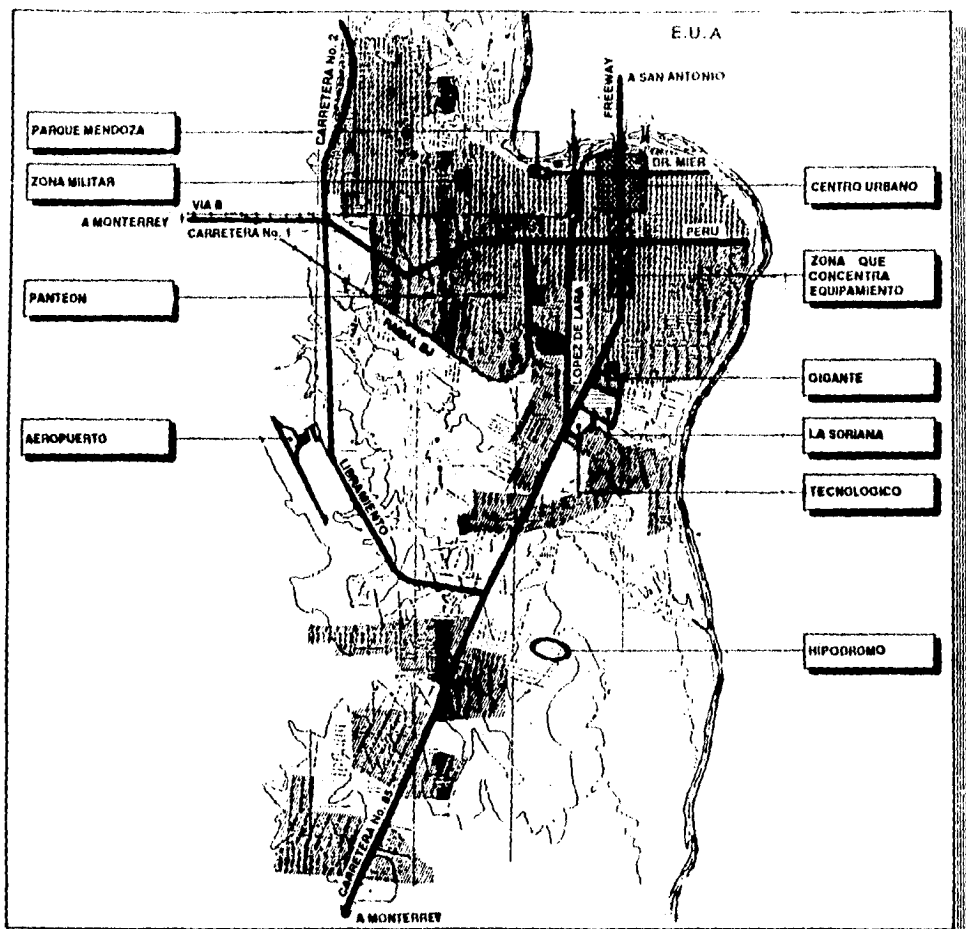 E.U.A
CARRETERA No. 2
FREEWAY
A SAN ANTONIO
PARQUE MENDOZA
DR. MIER
ZONA MILITAR
CENTRO URBANO
VIA
A MONTERREY
CARRETERA No. 1
PERU
ZONA QUE
CONCENTRA
EQUIPAMIENTO
PANTEON
LOPEZ DE LARA
GIGANTE
AEROPUERTO
LA SORIANA
LIBRAMIENTO
TECNOLOGICO
HIPODROMO
CARRETERA No. 85
A MONTERREY